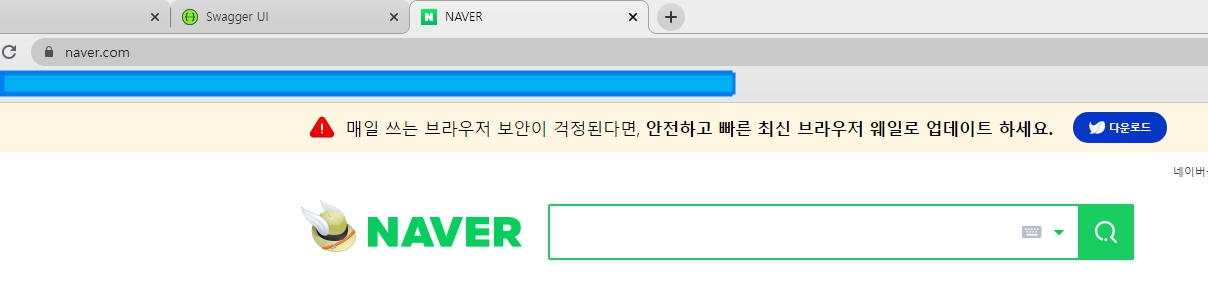 Swagger UI
NAVER
naver.com
매일 쓰는 브라우저 보안이 걱정된다면, 안전하고 빠른 최신 브라우저 웨일로 업데이트 하세요.
다운로드
네이버
NAVER